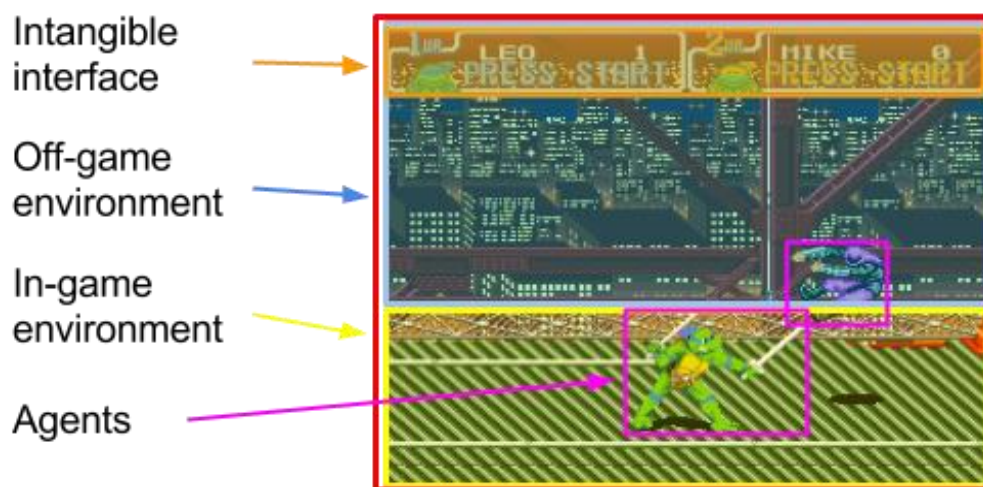 Intangible
interface
Off-game
environment
In-game
environment
Agents
1UP LEO 1 2UP MIKE 0
PRESS START PRESS START